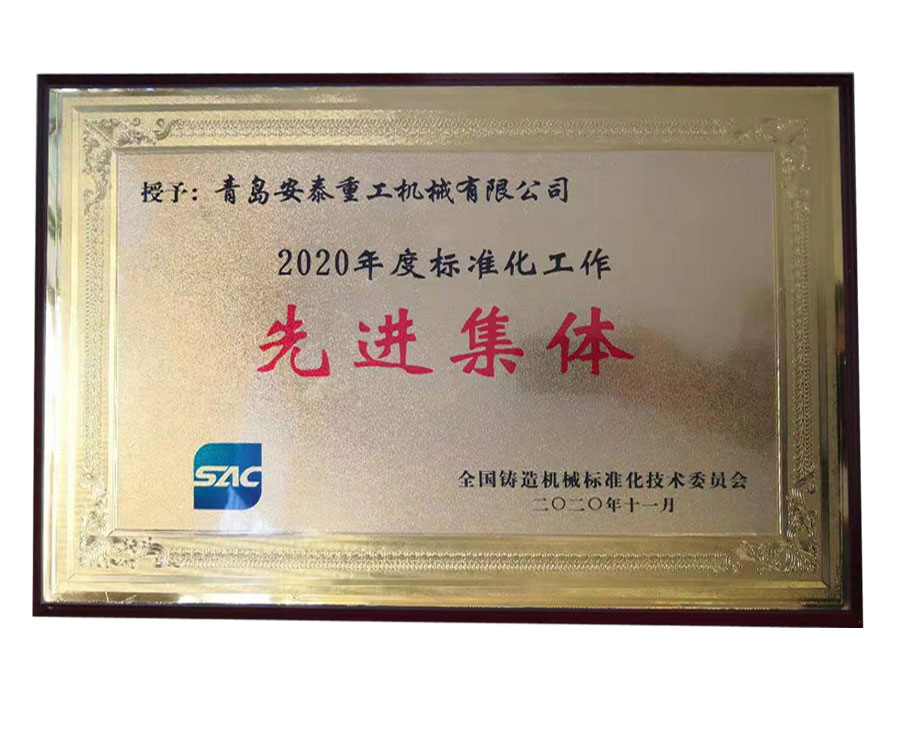 授予：青岛安泰重工机械有限公司
2020年度标准化工作
先进集体
SAC
全国铸造机械标准化技术委员会
二〇二〇年十一月